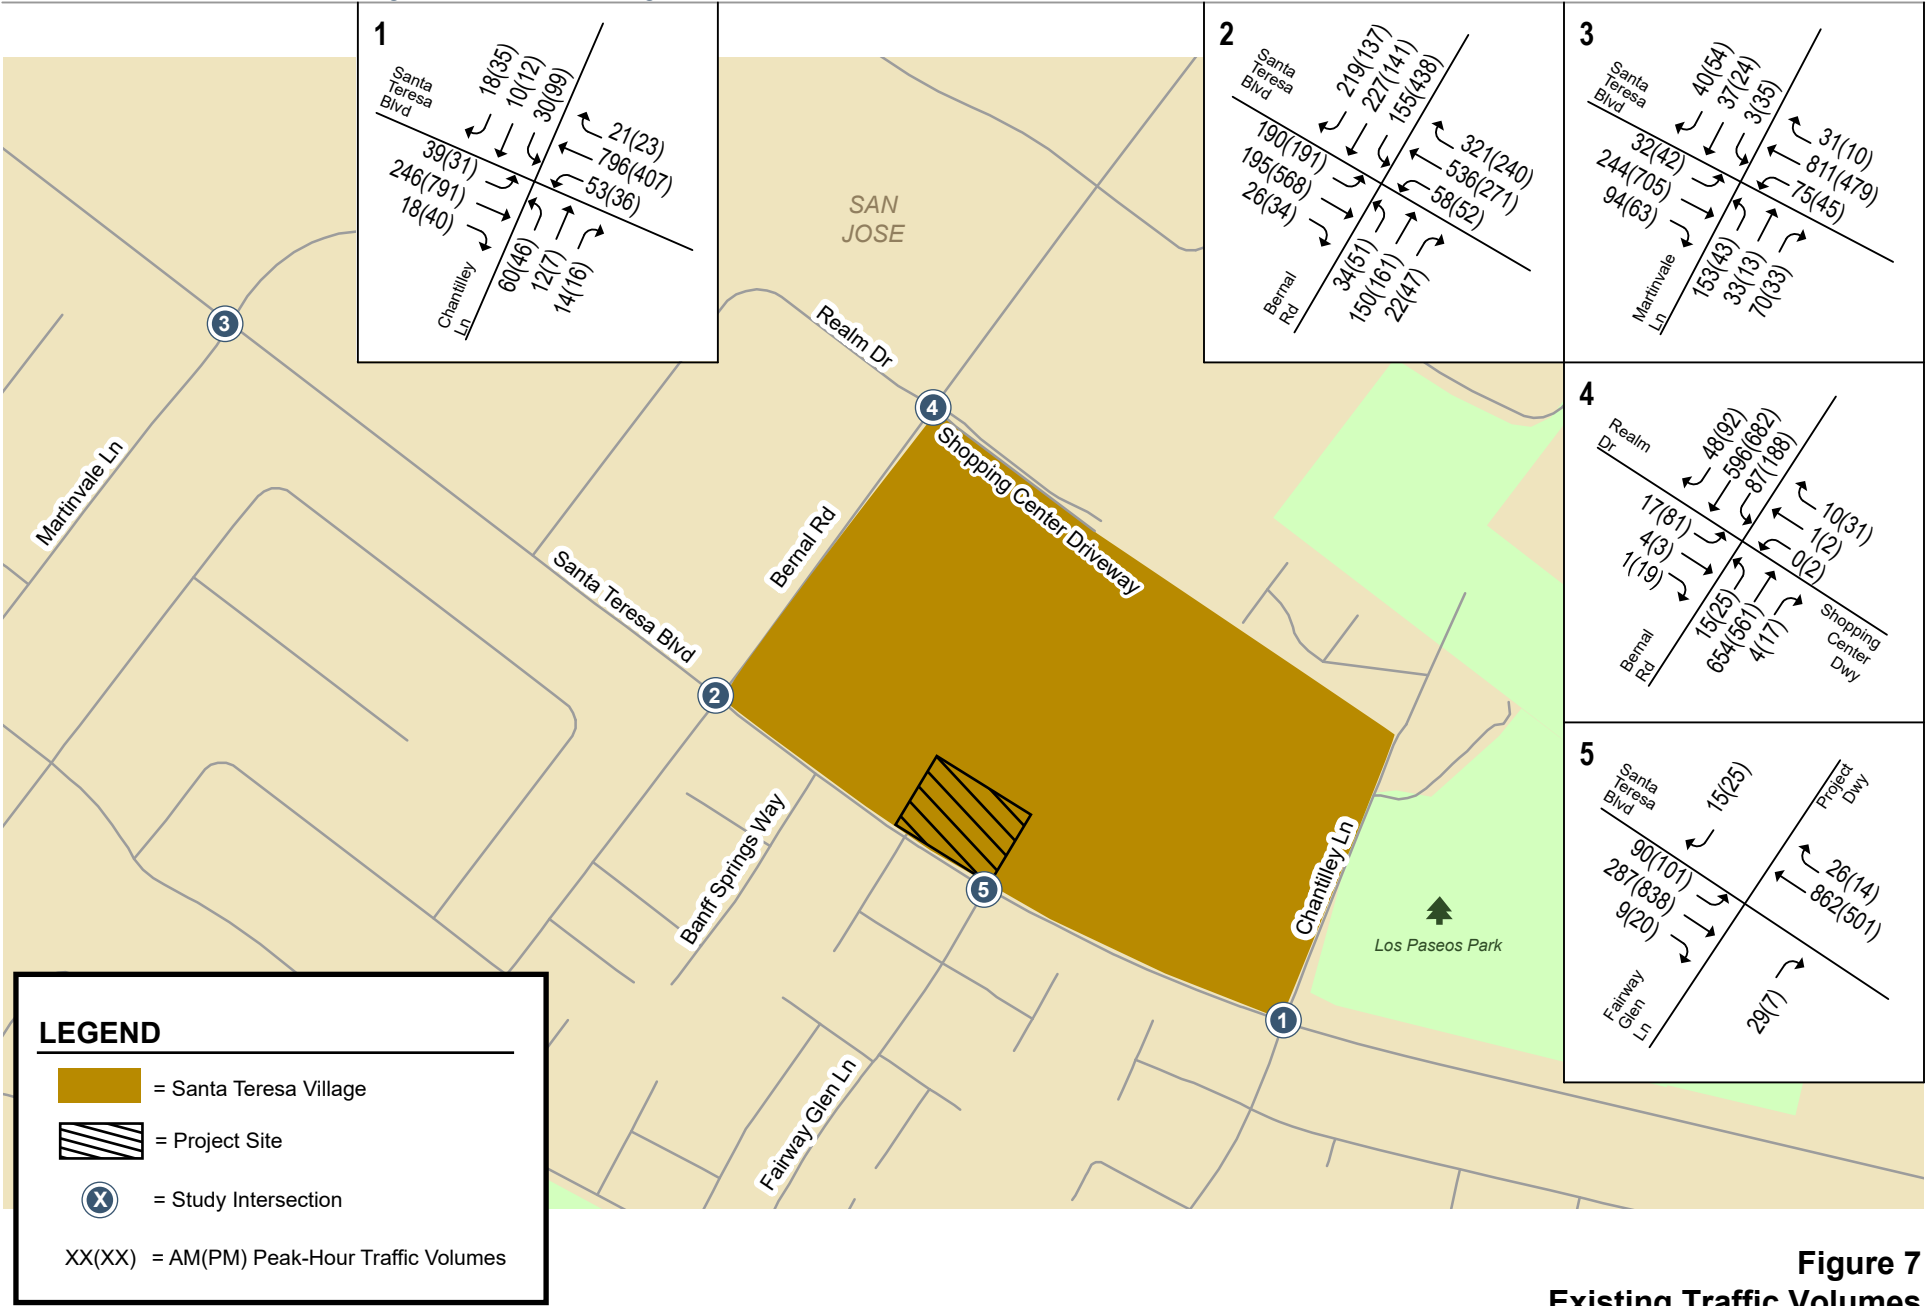 1
Santa
Teresa
Blvd
18(35)
10(12)
30(99)
21(23)
796(407)
53(36)
39(31)
246(791)
18(40)
60(46)
12(7)
14(16)
Chantilley
Ln
2
Santa
Teresa
Blvd
219(137)
227(141)
155(438)
321(240)
536(271)
58(52)
190(191)
195(568)
26(34)
34(51)
150(161)
22(47)
Bernal
Rd
3
Santa
Teresa
Blvd
40(54)
37(24)
3(35)
31(10)
811(479)
75(45)
32(42)
244(705)
94(63)
153(43)
33(13)
70(33)
Martinvale
Ln
4
Realm
Dr
48(92)
596(682)
87(188)
10(31)
1(2)
0(2)
17(81)
4(3)
1(19)
15(25)
654(561)
4(17)
Bernal
Rd
Shopping
Center
Dwy
5
Santa
Teresa
Blvd
15(25)
Project
Dwy
26(14)
862(501)
90(101)
287(838)
9(20)
29(7)
Fairway
Glen
Ln
SAN
JOSE
3
Realm Dr
4
Shopping Center Driveway
Martinvale Ln
Bernal Rd
Santa Teresa Blvd
2
Banff Springs Way
5
Chantilley Ln
Los Paseos Park
1
Fairway Glen Ln
LEGEND
= Santa Teresa Village
= Project Site
X = Study Intersection
XX(XX) = AM(PM) Peak-Hour Traffic Volumes
Figure 7
Existing Traffic Volumes